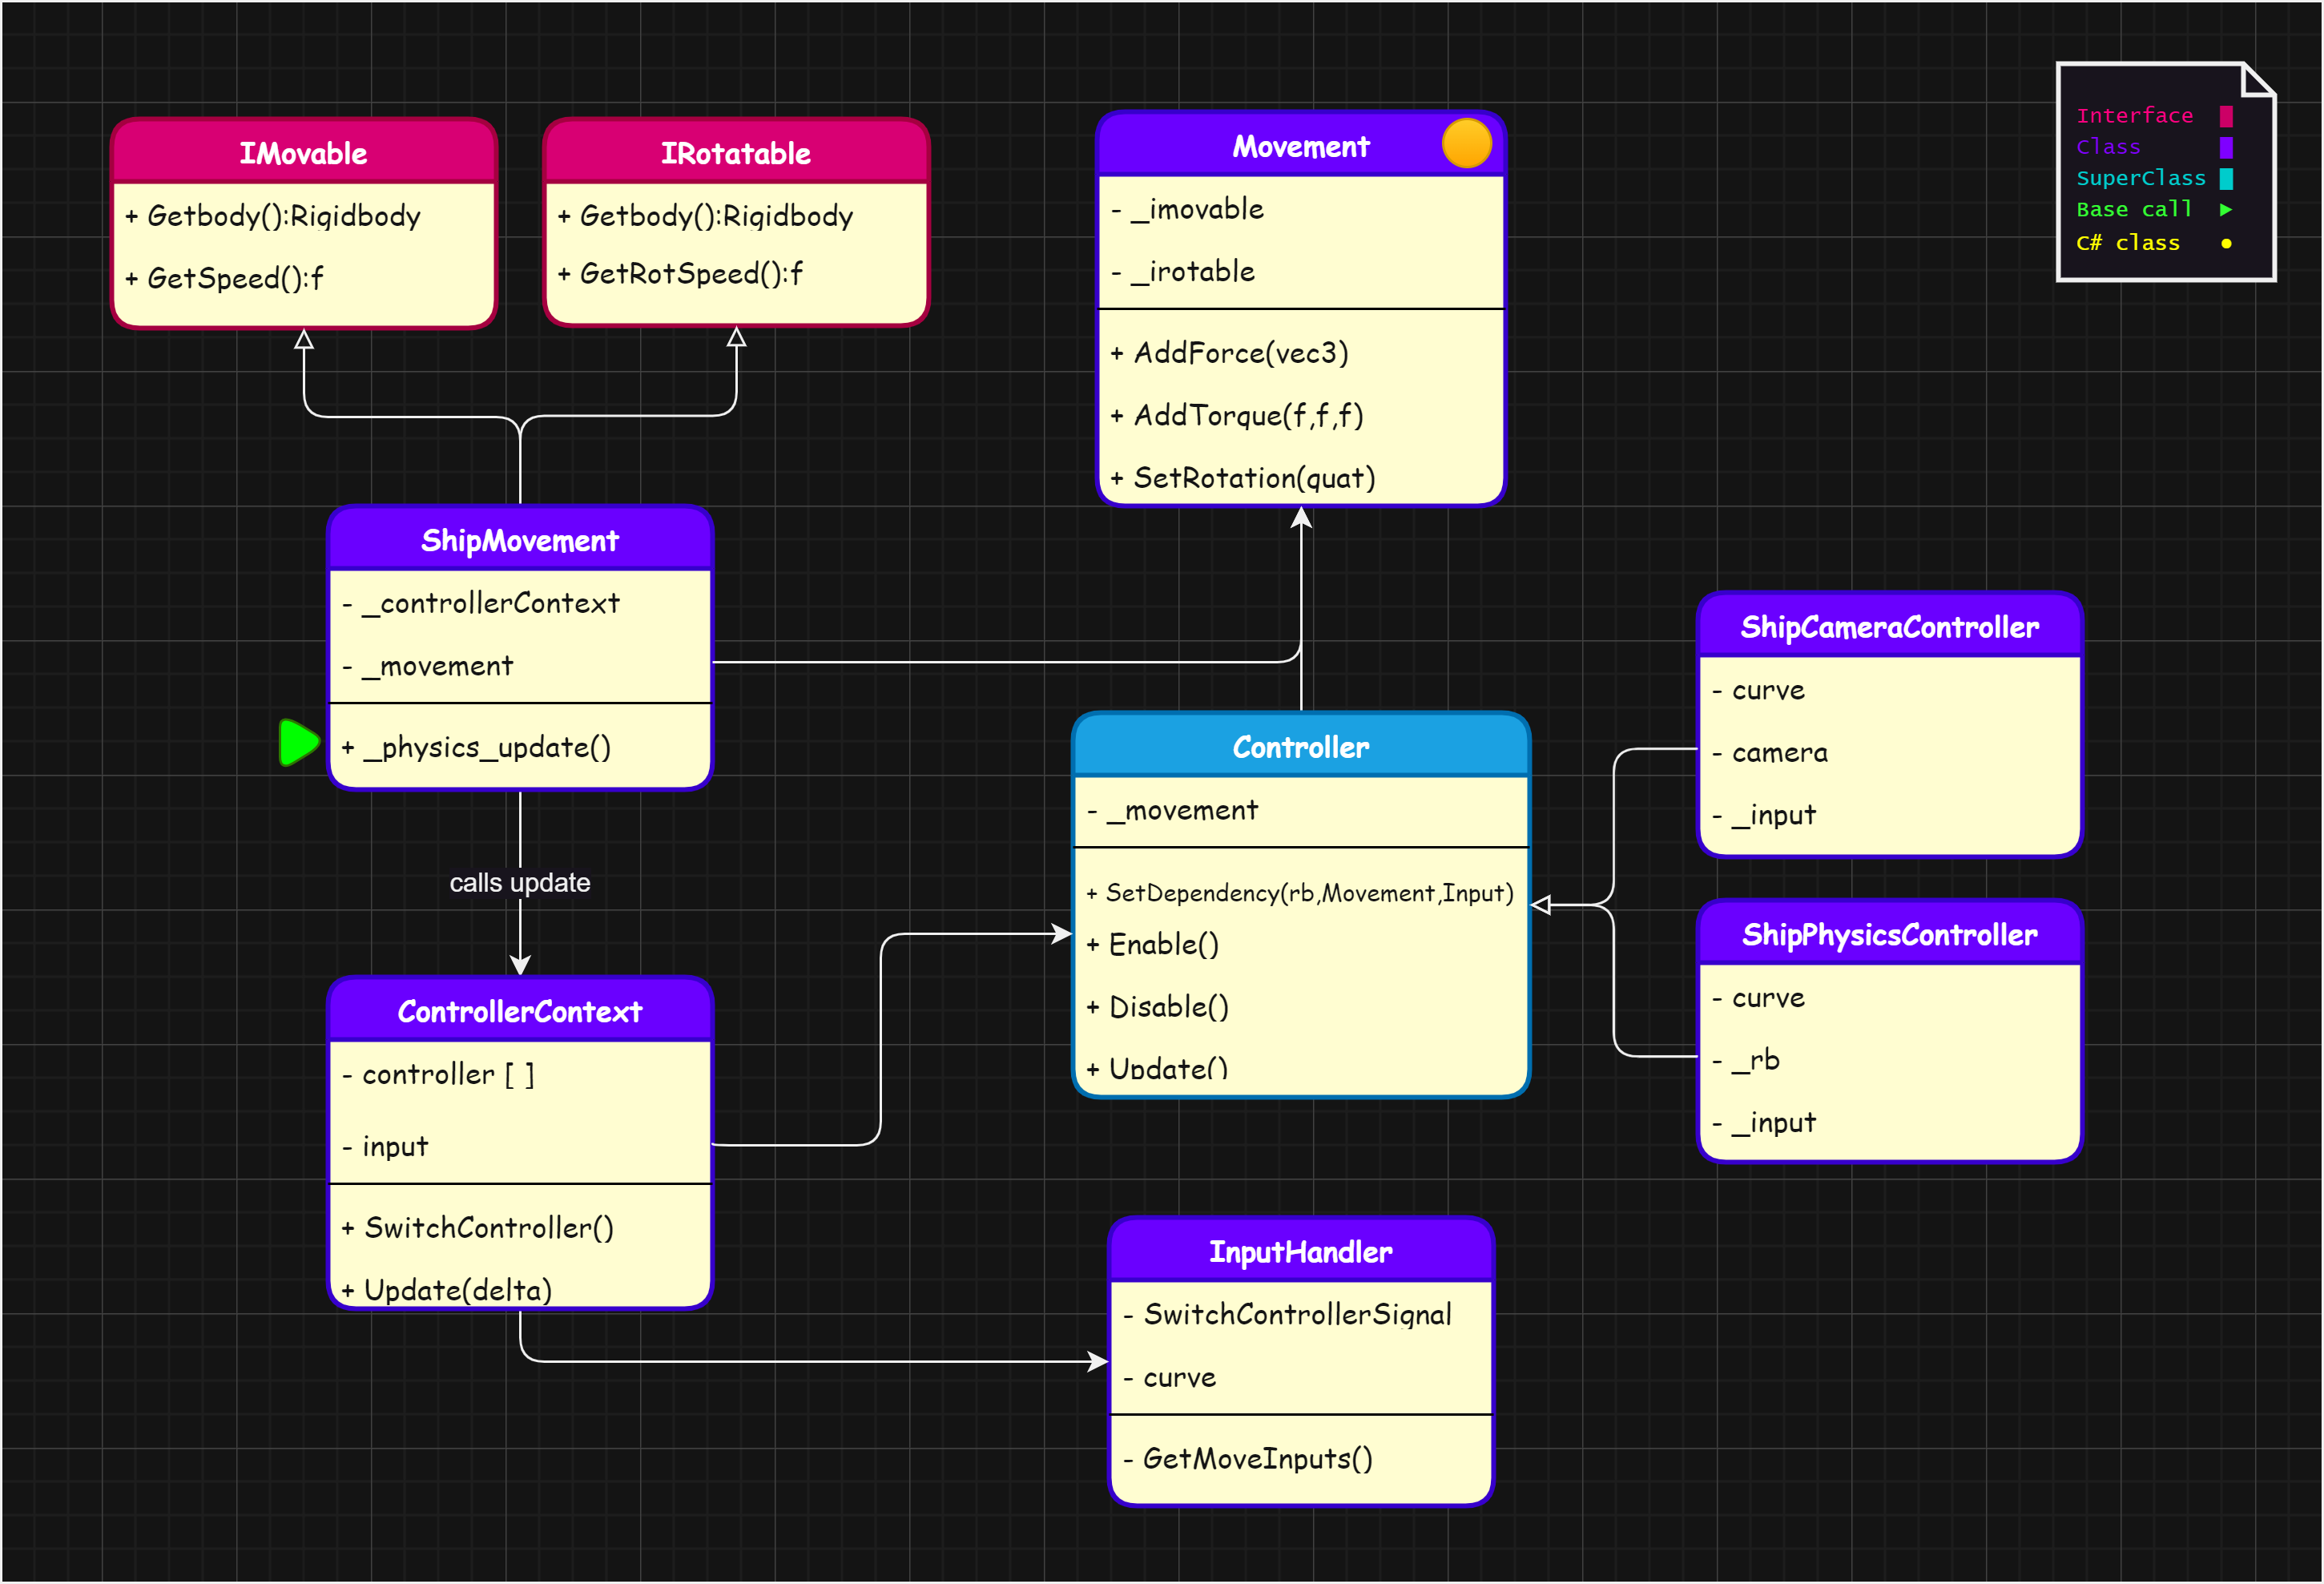 IMovable
+ Getbody():Rigidbody
+ GetSpeed():f
IRotatable
+ Getbody():Rigidbody
+ GetRotSpeed():f
Movement
- _imovable
- _irotable
+ AddForce(vec3)
+ AddTorque(f,f,f)
+ SetRotation(quat)
Interface
Class
SuperClass
Base call
C# class
ShipMovement
- _controllerContext
- _movement
+ _physics_update()
calls update
ControllerContext
- controller [ ]
- input
+ SwitchController()
+ Update(delta)
Controller
- _movement
+ SetDependency(rb,Movement,Input)
+ Enable()
+ Disable()
+ Update()
ShipCameraController
- curve
- camera
- _input
ShipPhysicsController
- curve
- _rb
- _input
InputHandler
- SwitchControllerSignal
- curve
- GetMoveInputs()